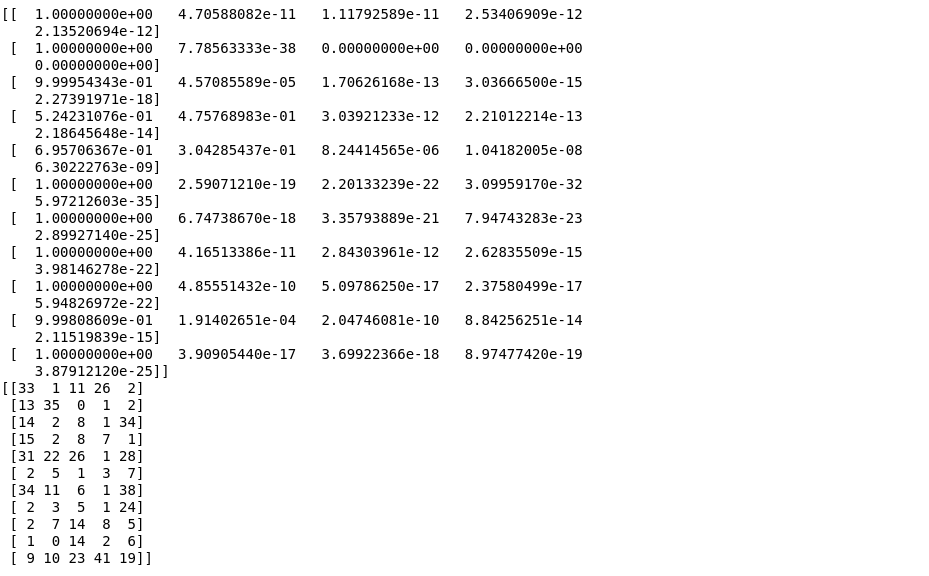 [[  1.00000000e+00   4.70588082e-11   1.11792589e-11   2.53406909e-12
    2.13520694e-12]
 [  1.00000000e+00   7.78563333e-38   0.00000000e+00   0.00000000e+00
    0.00000000e+00]
 [  9.99954343e-01   4.57085589e-05   1.70626168e-13   3.03666500e-15
    2.27391971e-18]
 [  5.24231076e-01   4.75768983e-01   3.03921233e-12   2.21012214e-13
    2.18645648e-14]
 [  6.95706367e-01   3.04285437e-01   8.24414565e-06   1.04182005e-08
    6.30222763e-09]
 [  1.00000000e+00   2.59071210e-19   2.20133239e-22   3.09959170e-32
    5.97212603e-35]
 [  1.00000000e+00   6.74738670e-18   3.35793889e-21   7.94743283e-23
    2.89927140e-25]
 [  1.00000000e+00   4.16513386e-11   2.84303961e-12   2.62835509e-15
    3.98146278e-22]
 [  1.00000000e+00   4.85551432e-10   5.09786250e-17   2.37580499e-17
    5.94826972e-22]
 [  9.99808609e-01   1.91402651e-04   2.04746081e-10   8.84256251e-14
    2.11519839e-15]
 [  1.00000000e+00   3.90905440e-17   3.69922366e-18   8.97477420e-19
    3.87912120e-25]]
[[33  1 11 26  2]
 [13 35  0  1  2]
 [14  2  8  1 34]
 [15  2  8  7  1]
 [31 22 26  1 28]
 [ 2  5  1  3  7]
 [34 11  6  1 38]
 [ 2  3  5  1 24]
 [ 2  7 14  8  5]
 [ 1  0 14  2  6]
 [ 9 10 23 41 19]]